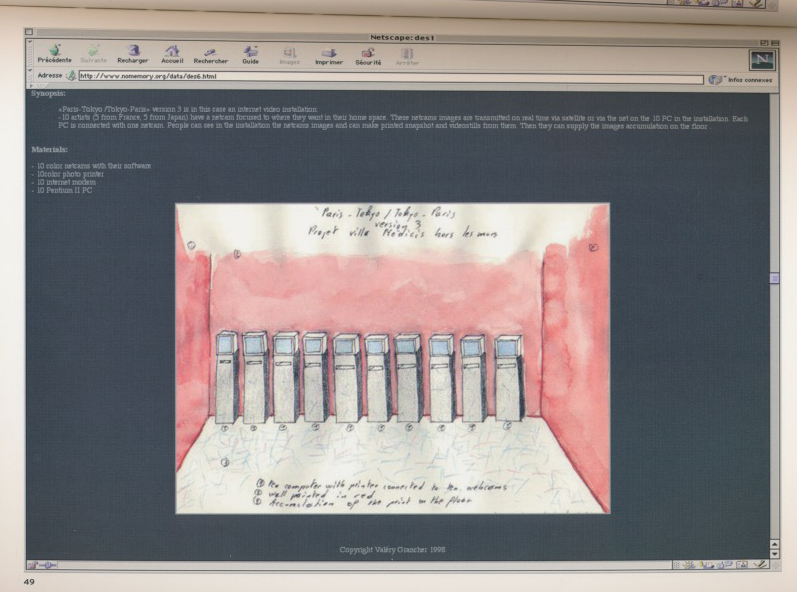 Netscape: des1
Précédente Suivante Recharger Accueil Rechercher Guide Images Imprimer Sécurité Arrêter
N
Adresse http://www.nomemory.org/data/des6.html Infos connexes
Synopsis:
«Paris-Tokyo /Tokyo-Paris» version 3 is in this case an internet video installation.
-10 artists (5 from France, 5 from Japan) have a netcam focused to where they want in their home space. These netcams images are transmitted on real time via satellite or via the net on the 10 PC in the installation. Each
PC is connected with one netcam. People can see in the installation the netcams images and can make printed snapshot and videostills from them. Then they can supply the images accumulation on the floor
Materials:
- 10 color netcams with their software
- 10color photo printer
- 10 internet modem
- 10 Pentium II PC
Paris - Tokyo / Tokyo - Paris
version 3
Projet villa Médicis hors les murs
① the computer with printer connected to the webcams
② wall painted in red
③ Accumulation of the print on the floor
Copyright Valéry Grancher 1998
49